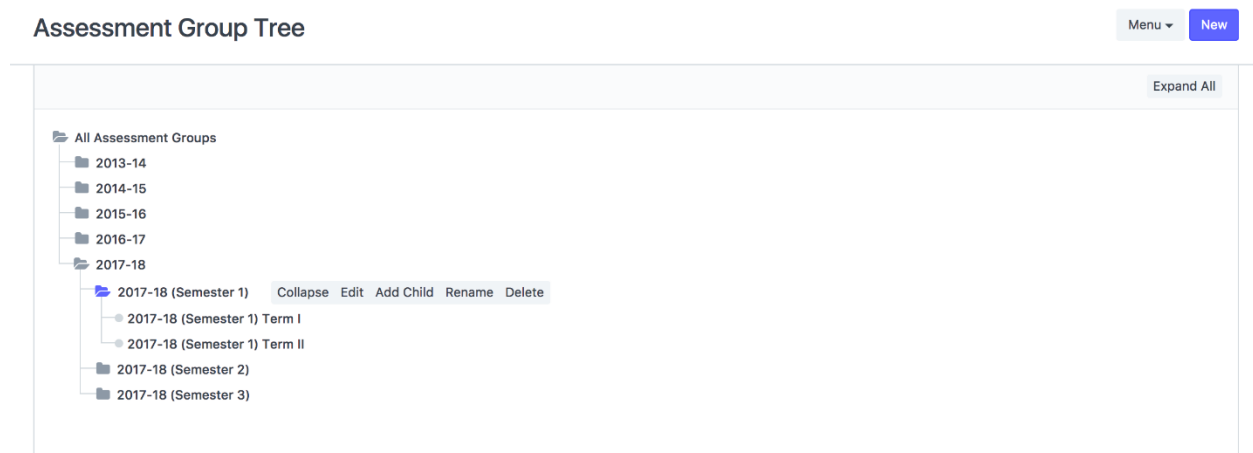 Assessment Group Tree Menu New
Expand All
All Assessment Groups
2013-14
2014-15
2015-16
2016-17
2017-18
2017-18 (Semester 1) Collapse Edit Add Child Rename Delete
2017-18 (Semester 1) Term I
2017-18 (Semester 1) Term II
2017-18 (Semester 2)
2017-18 (Semester 3)